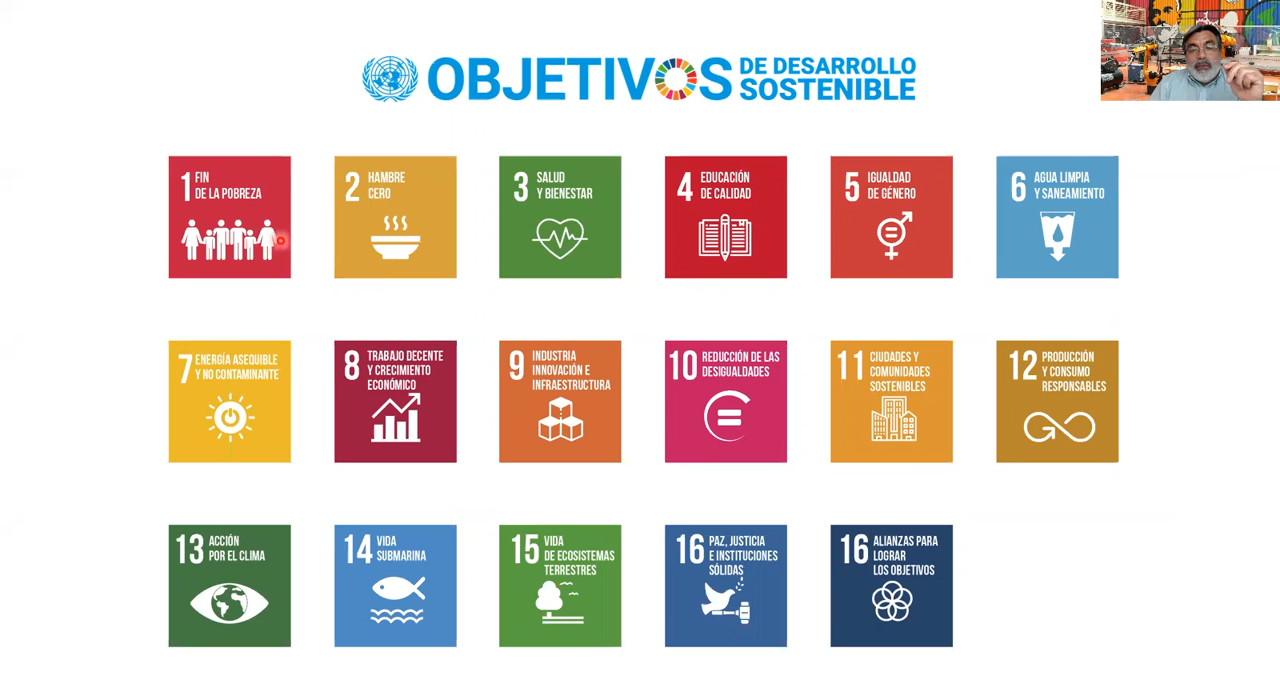 OBJETIVOS
DE DESARROLLO
SOSTENIBLE
1 FIN
DE LA POBREZA
2 HAMBRE
CERO
3 SALUD
Y BIENESTAR
4 EDUCACIÓN
DE CALIDAD
5 IGUALDAD
DE GÉNERO
6 AGUA LIMPIA
Y SANEAMIENTO
7 ENERGÍA ASEQUIBLE
Y NO CONTAMINANTE
8 TRABAJO DECENTE
Y CRECIMIENTO
ECONÓMICO
9 INDUSTRIA
INNOVACIÓN E
INFRAESTRUCTURA
10 REDUCCIÓN DE LAS
DESIGUALDADES
11 CIUDADES Y
COMUNIDADES
SOSTENIBLES
12 PRODUCCIÓN
Y CONSUMO
RESPONSABLES
13 ACCIÓN
POR EL CLIMA
14 VIDA
SUBMARINA
15 VIDA
DE ECOSISTEMAS
TERRESTRES
16 PAZ, JUSTICIA
E INSTITUCIONES
SÓLIDAS
16 ALIANZAS PARA
LOGRAR
LOS OBJETIVOS